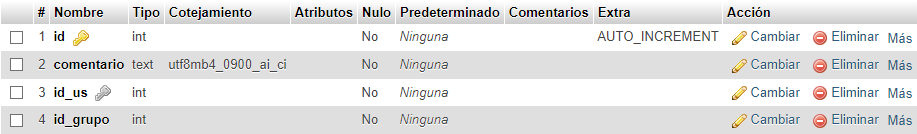 # Nombre Tipo Cotejamiento Atributos Nulo Predeterminado Comentarios Extra Acción
1 id int No Ninguna AUTO_INCREMENT Cambiar Eliminar Más
2 comentario text utf8mb4_0900_ai_ci No Ninguna Cambiar Eliminar Más
3 id_us int No Ninguna Cambiar Eliminar Más
4 id_grupo int No Ninguna Cambiar Eliminar Más